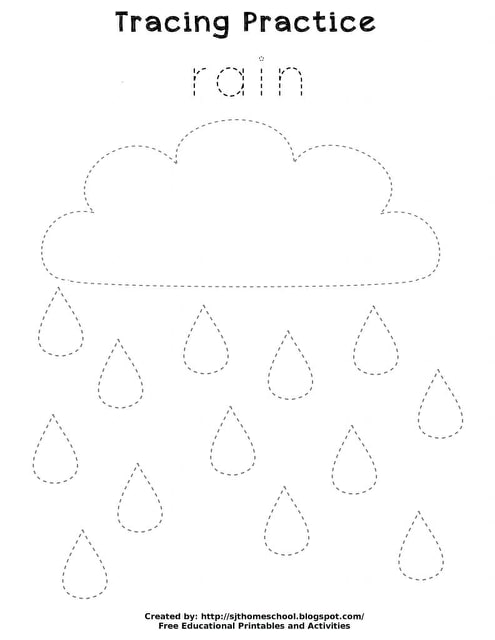 Tracing Practice
rain
Created by: http://sjthomeschool.blogspot.com/
Free Educational Printables and Activities